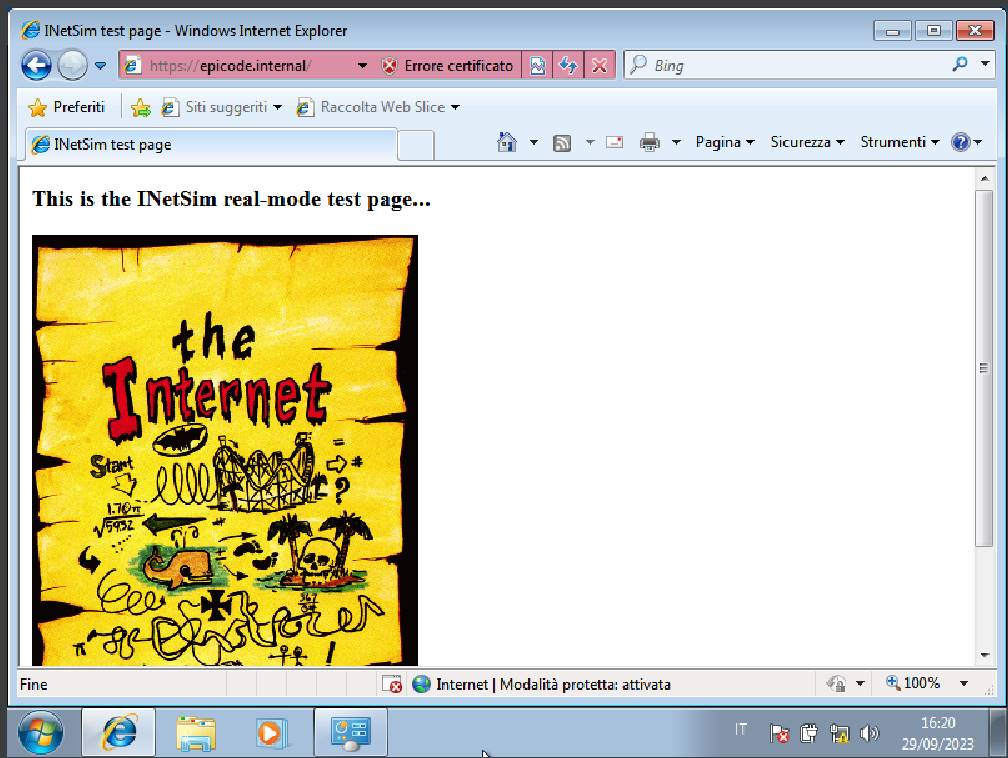 INetSim test page - Windows Internet Explorer
https://epicode.internal/ Errore certificato Bing
Preferiti Siti suggeriti Raccolta Web Slice
INetSim test page Pagina Sicurezza Strumenti
This is the INetSim real-mode test page...
the
Internet
Start
= 
#
?
Fine Internet | Modalità protetta: attivata 100%
IT 16:20
29/09/2023